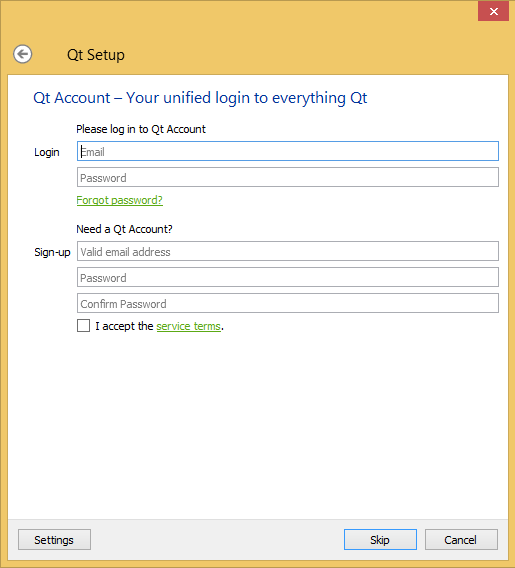 Qt Setup
Qt Account – Your unified login to everything Qt
Please log in to Qt Account
Login Email
Password
Forgot password?
Need a Qt Account?
Sign-up Valid email address
Password
Confirm Password
I accept the service terms.
Settings Skip Cancel